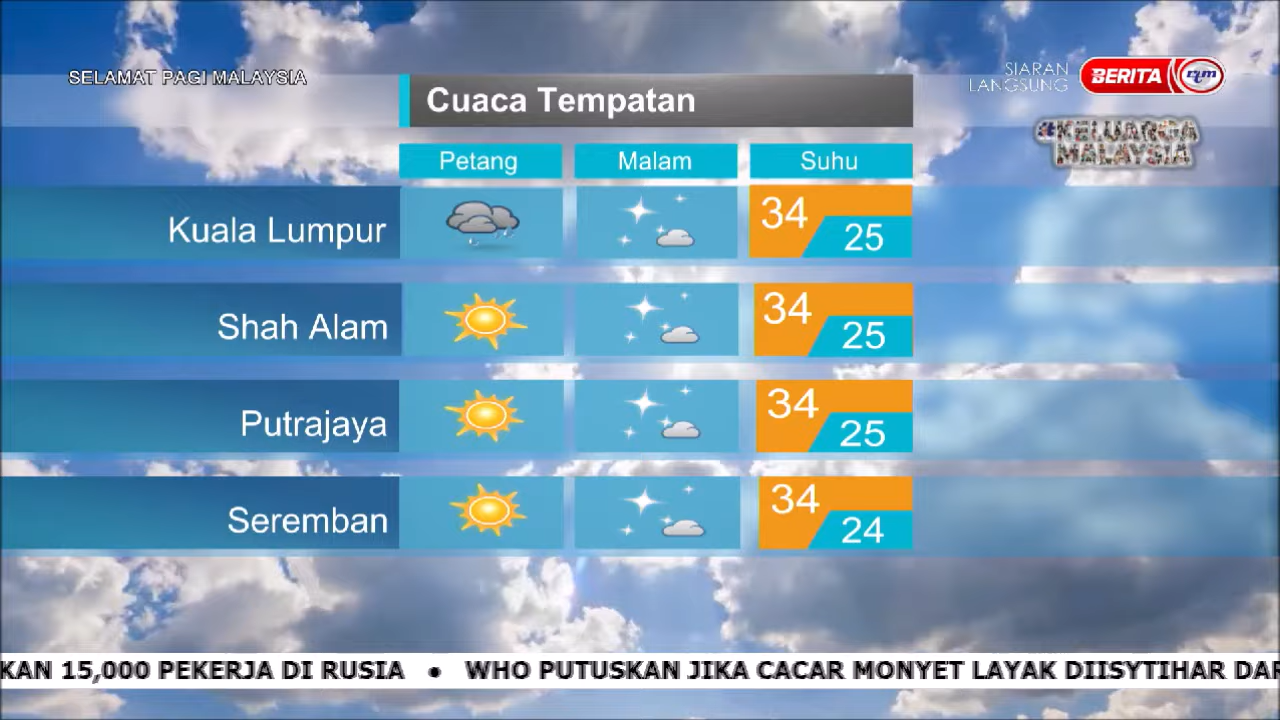 SELAMAT PAGI MALAYSIA
SIARAN
LANGSUNG
BERITA rtm
#KELUARGA
MALAYSIA
Cuaca Tempatan
Petang Malam Suhu
Kuala Lumpur 34 25
Shah Alam 34 25
Putrajaya 34 25
Seremban 34 24
KAN 15,000 PEKERJA DI RUSIA • WHO PUTUSKAN JIKA CACAR MONYET LAYAK DIISYTIHAR DAR